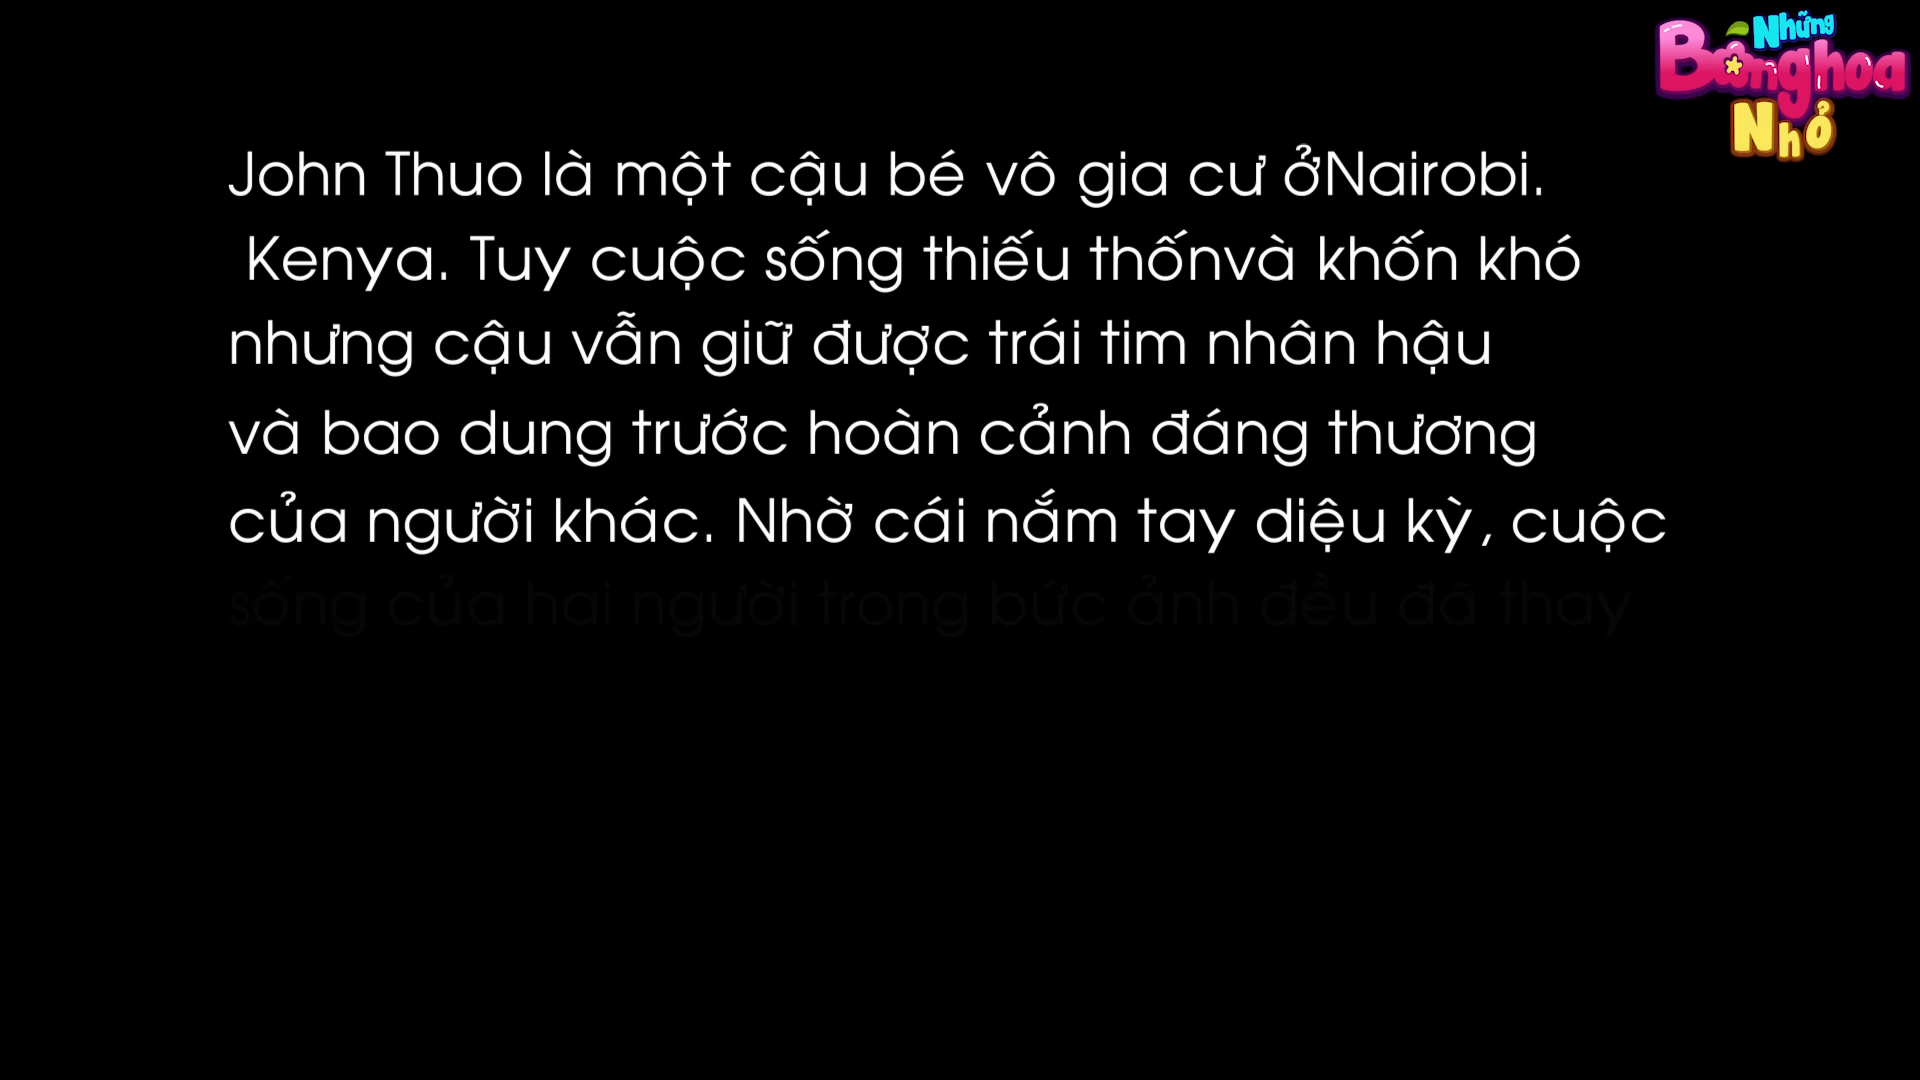 Những
Bông hoa
Nhỏ
John Thuo là một cậu bé vô gia cư ởNairobi.
Kenya. Tuy cuộc sống thiếu thốnvà khốn khó
nhưng cậu vẫn giữ được trái tim nhân hậu
và bao dung trước hoàn cảnh đáng thương
của người khác. Nhờ cái nắm tay diệu kỳ, cuộc
sống của hai người trong bức ảnh đều đã thay